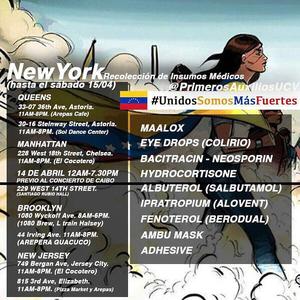 NewYork Recolección de Insumos Médicos
(hasta el sábado 15/04) @PrimerosAuxiliosUCV
#UnidosSomosMásFuertes
QUEENS
33-07 36th Ave, Astoria.
11AM-8PM. (Arepas Cafe)
30-16 Steinway Street, Astoria.
11AM-8PM. (Sol Dance Center)
MANHATTAN
228 West 18th Street, Chelsea.
11AM-8PM. (El Cocotero)
14 DE ABRIL 12AM-7.30PM
PREVIO AL CONCIERTO DE CAIBO
229 WEST 14TH STREET.
(SANTIAGO RUBIO HALL)
BROOKLYN
1080 Wyckoff Ave, 8AM-6PM.
(1080 Brew, L train Halsey)
44 Irving Ave. 11AM-8PM.
(AREPERA GUACUCO)
NEW JERSEY
749 Bergan Ave, Jersey City.
11AM-8PM. (El Cocotero)
815 3rd Ave, Elizabeth.
11AM-8PM. (Pizza Market y Arepas)
MAALOX
EYE DROPS (COLIRIO)
BACITRACIN - NEOSPORIN
HYDROCORTISONE
ALBUTEROL (SALBUTAMOL)
IPRATROPIUM (ALOVENT)
FENOTEROL (BERODUAL)
AMBU MASK
ADHESIVE